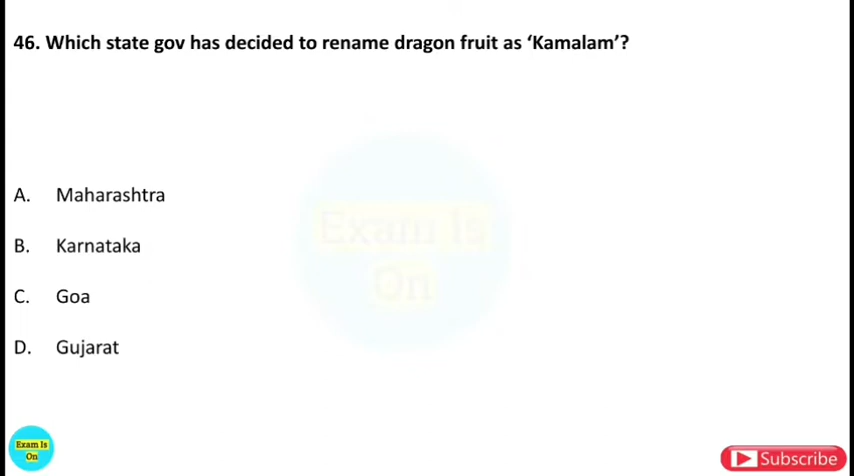 46. Which state gov has decided to rename dragon fruit as ‘Kamalam’?
A. Maharashtra
B. Karnataka
C. Goa
D. Gujarat
Exam Is
On
Exam Is
On
Subscribe